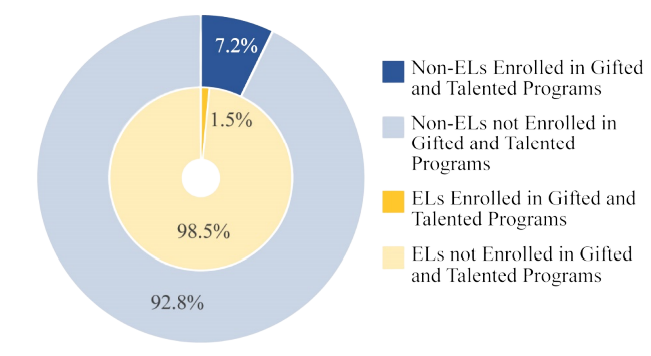 7.2%
1.5%
98.5%
92.8%
Non-ELs Enrolled in Gifted
and Talented Programs
Non-ELs not Enrolled in
Gifted and Talented
Programs
ELs Enrolled in Gifted and
Talented Programs
ELs not Enrolled in Gifted
and Talented Programs